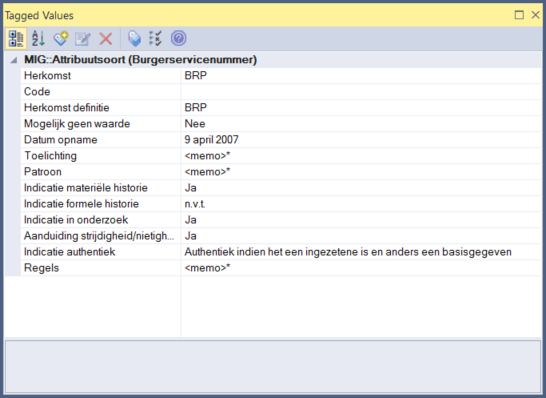 Tagged Values
MIG::Attribuutsoort (Burgerservicenummer)
Herkomst BRP
Code
Herkomst definitie BRP
Mogelijk geen waarde Nee
Datum opname 9 april 2007
Toelichting <memo>*
Patroon <memo>*
Indicatie materiële historie Ja
Indicatie formele historie n.v.t.
Indicatie in onderzoek Ja
Aanduiding strijdigheid/nietigh... Ja
Indicatie authentiek Authentiek indien het een ingezetene is en anders een basisgegeven
Regels <memo>*